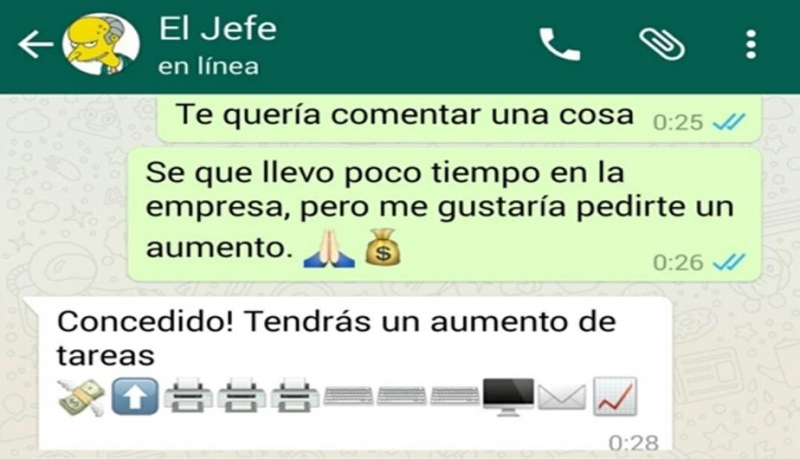 El Jefe
en línea
Te quería comentar una cosa 0:25
Se que llevo poco tiempo en la
empresa, pero me gustaría pedirte un
aumento. 🙏💰
0:26
Concedido! Tendrás un aumento de
tareas
💸⬆️🖨️🖨️🖨️⌨️⌨️⌨️🖥️✉️📈
0:28